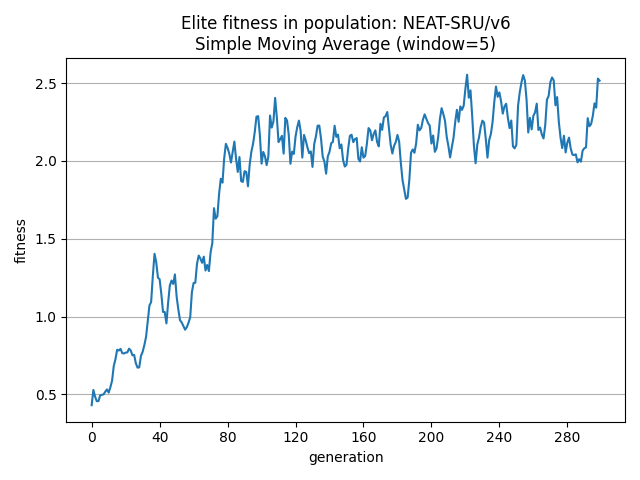 Elite fitness in population: NEAT-SRU/v6
Simple Moving Average (window=5)
2.5
2.0
1.5
1.0
0.5
fitness
0 40 80 120 160 200 240 280
generation